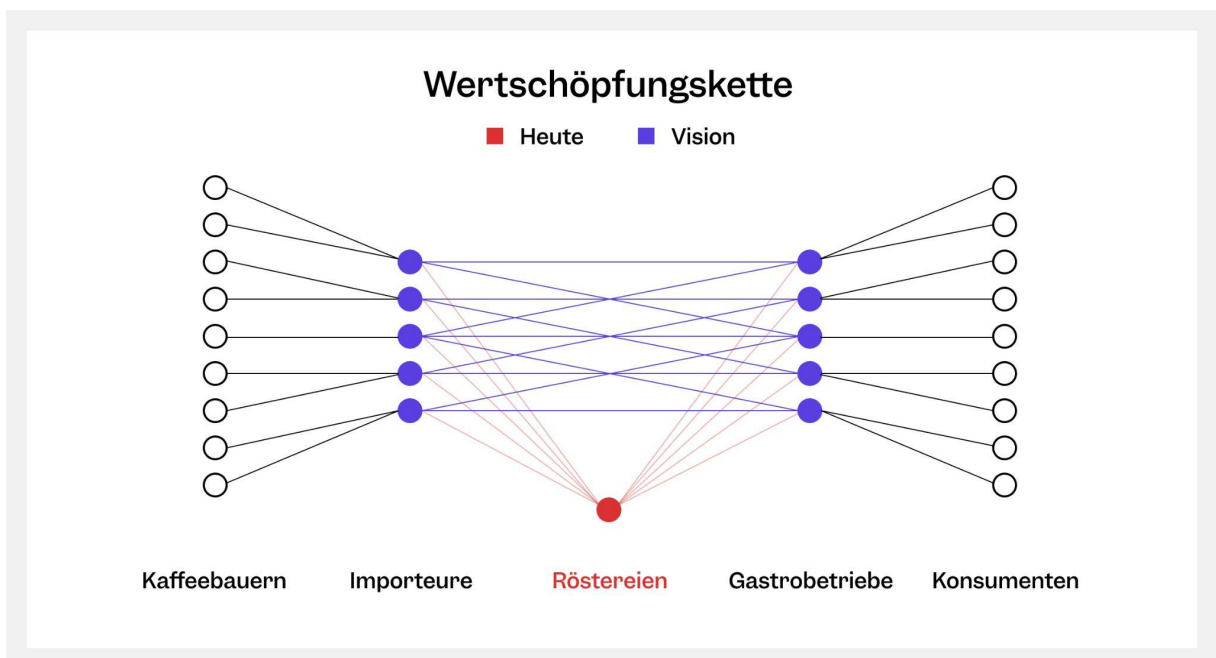 Wertschöpfungskette
Heute Vision
Kaffeebauern Importeure Röstereien Gastrobetriebe Konsumenten